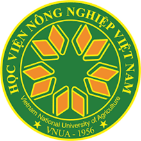 HỌC VIỆN NÔNG NGHIỆP VIỆT NAM
Vietnam National University of Agriculture
VNUA - 1956